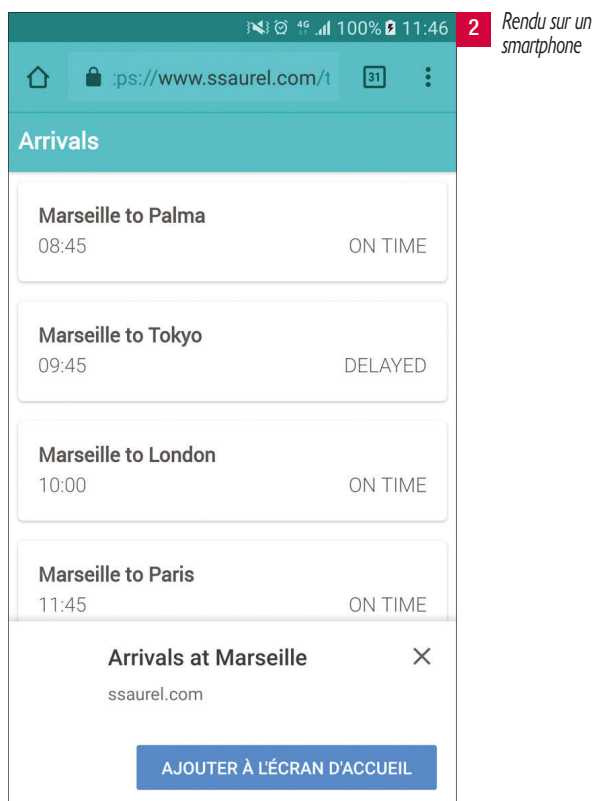 4G 100% 11:46
:ps://www.ssaurel.com/t 31
Arrivals
Marseille to Palma
08:45 ON TIME
Marseille to Tokyo
09:45 DELAYED
Marseille to London
10:00 ON TIME
Marseille to Paris
11:45 ON TIME
Arrivals at Marseille
ssaurel.com
AJOUTER À L'ÉCRAN D'ACCUEIL
2 Rendu sur un
smartphone